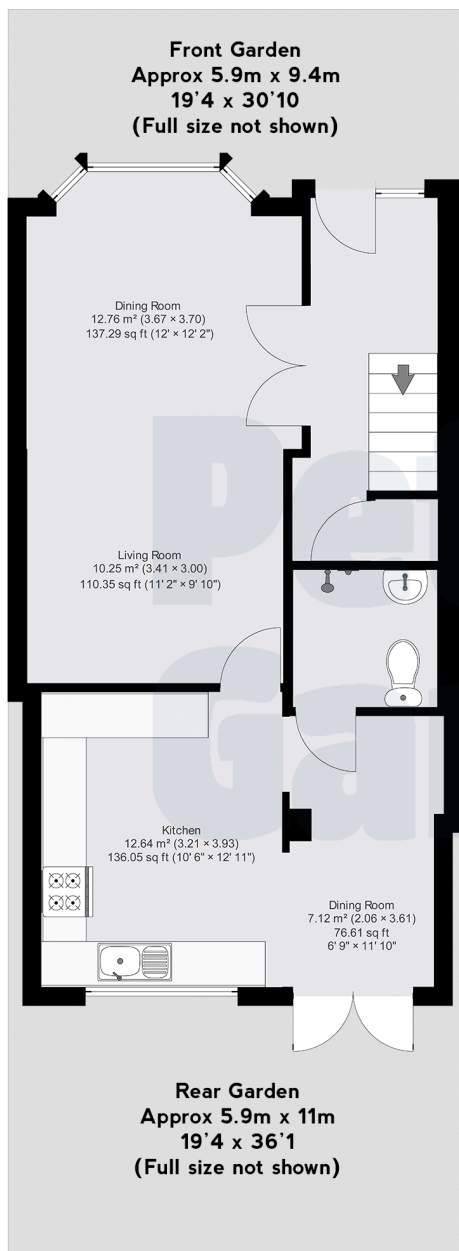 Front Garden
Approx 5.9m x 9.4m
19'4 x 30'10
(Full size not shown)
Dining Room
12.76 m² (3.67 × 3.70)
137.29 sq ft (12' × 12' 2")
Living Room
10.25 m² (3.41 × 3.00)
110.35 sq ft (11' 2" × 9' 10")
Kitchen
12.64 m² (3.21 × 3.93)
136.05 sq ft (10' 6" × 12' 11")
Dining Room
7.12 m² (2.06 × 3.61)
76.61 sq ft
6' 9" × 11' 10"
Rear Garden
Approx 5.9m x 11m
19'4 x 36'1
(Full size not shown)